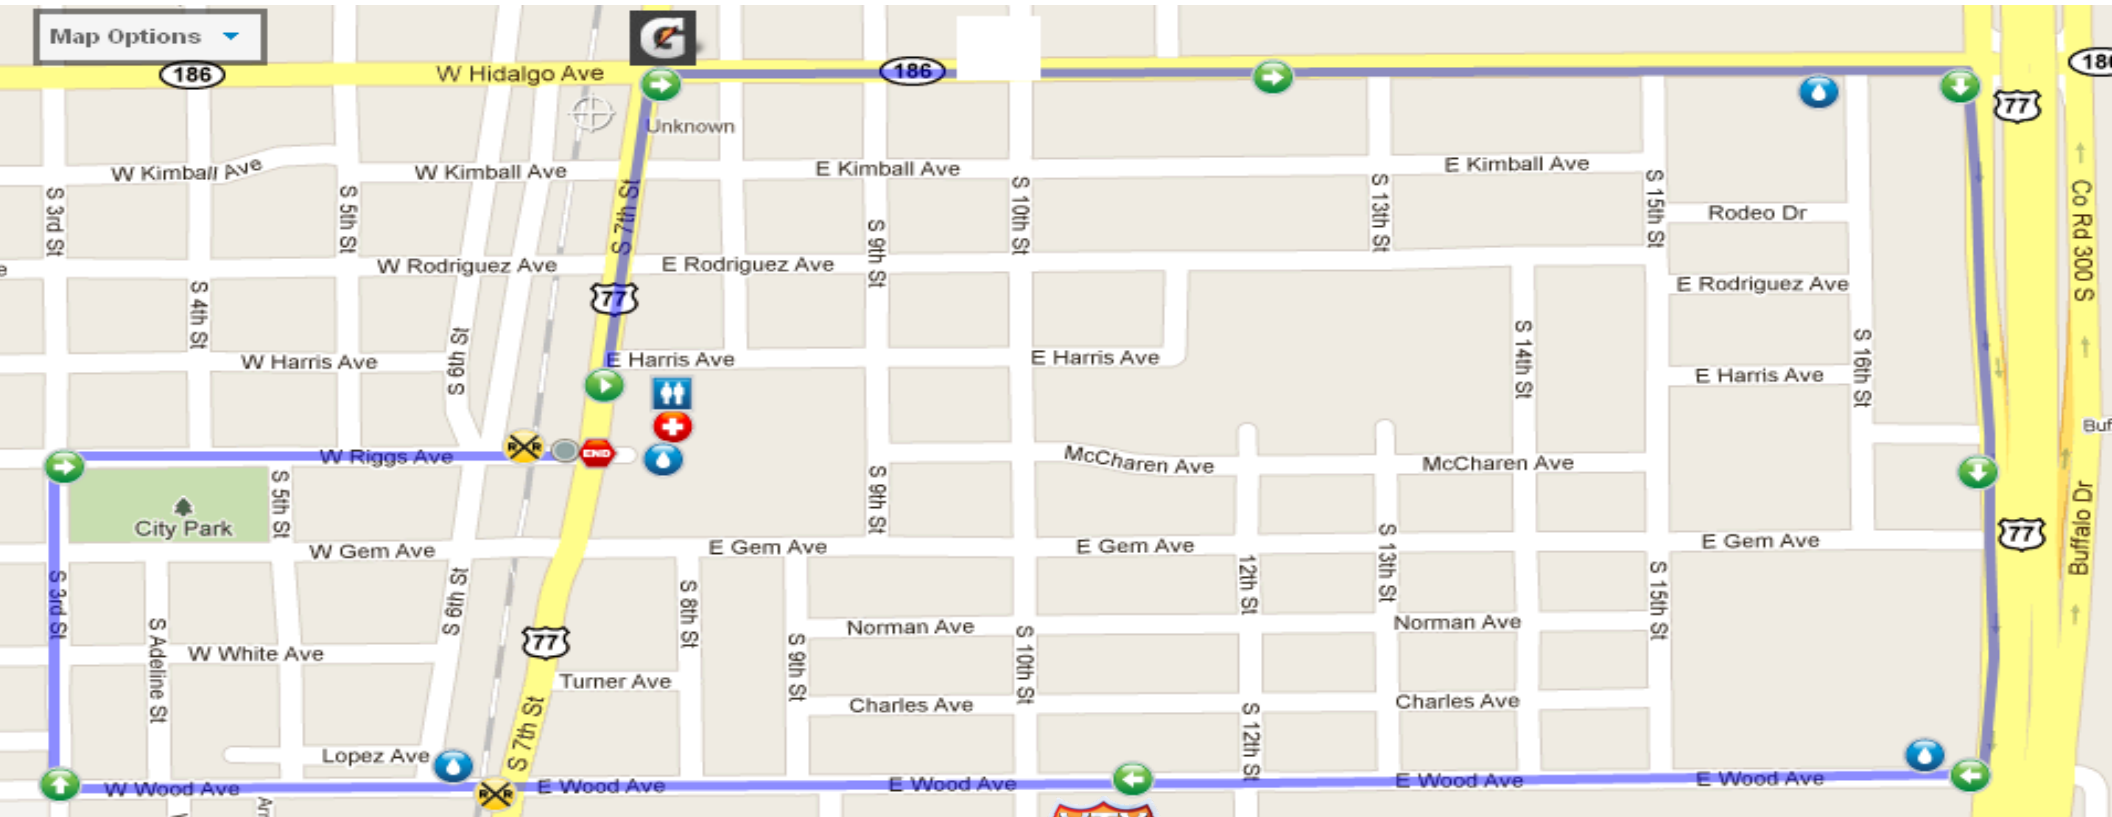 Map Options
186
W Hidalgo Ave
186
186
77
Unknown
W Kimball Ave
W Kimball Ave
E Kimball Ave
E Kimball Ave
S 3rd St
S 5th St
S 7th St
S 9th St
S 10th St
S 13th St
S 15th St
Rodeo Dr
Co Rd 300 S
W Rodriguez Ave
E Rodriguez Ave
E Rodriguez Ave
S 4th St
77
S 6th St
S 14th St
S 16th St
W Harris Ave
E Harris Ave
E Harris Ave
E Harris Ave
Buf
W Riggs Ave
R R
END
McCharen Ave
McCharen Ave
S 5th St
S 9th St
City Park
77
Buffalo Dr
W Gem Ave
E Gem Ave
E Gem Ave
E Gem Ave
S 3rd St
S 6th St
S 8th St
12th St
S 13th St
S 15th St
S Adeline St
77
S 9th St
S 10th St
Norman Ave
Norman Ave
W White Ave
Turner Ave
S 7th St
Charles Ave
Charles Ave
S 12th St
Lopez Ave
W Wood Ave
R R
E Wood Ave
E Wood Ave
E Wood Ave
E Wood Ave